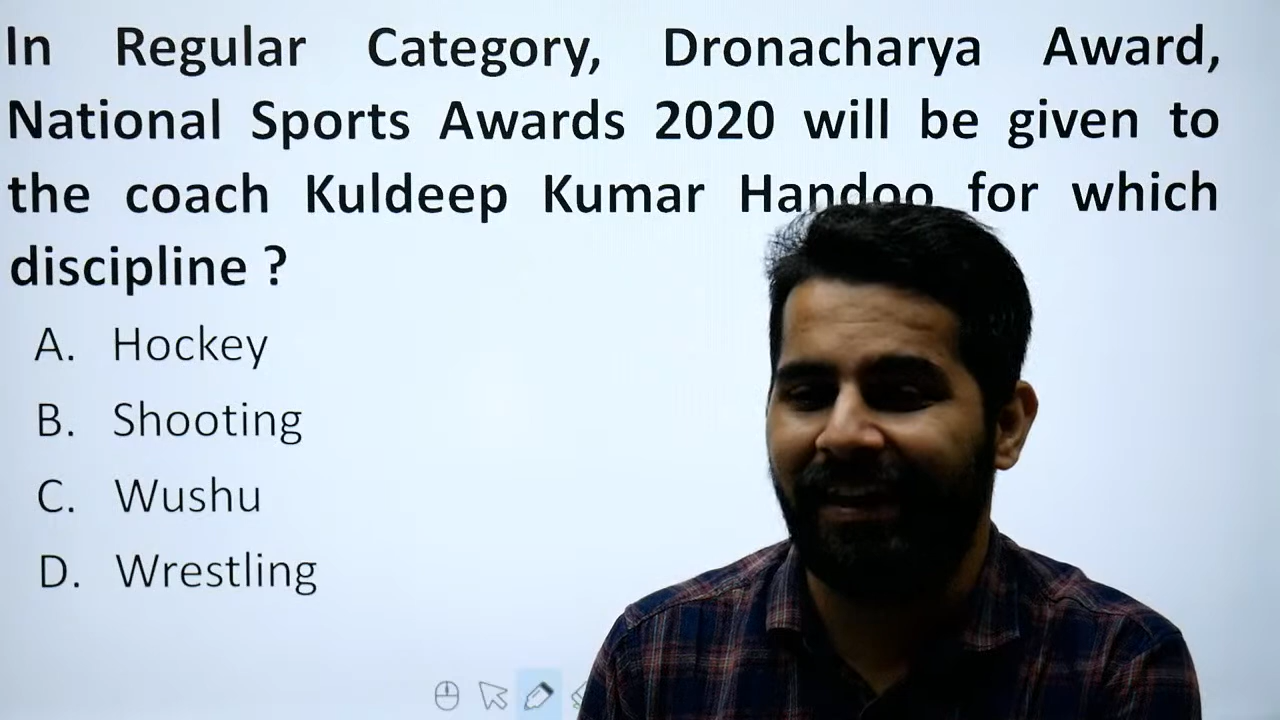 In Regular Category, Dronacharya Award,
National Sports Awards 2020 will be given to
the coach Kuldeep Kumar Handoo for which
discipline ?
A. Hockey
B. Shooting
C. Wushu
D. Wrestling